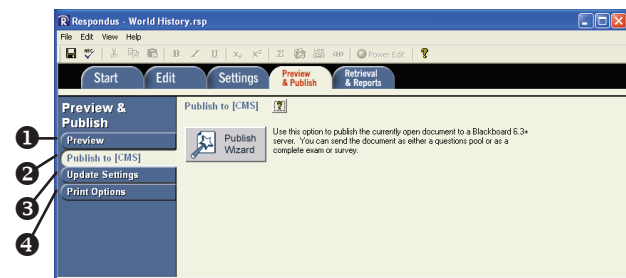 Respondus - World History.rsp
File Edit View Help
ABC B I U X₂ X² Σ Power Edit ?
Start Edit Settings Preview & Publish Retrieval & Reports
Preview & Publish
Publish to [CMS] ?
1 Preview
2 Publish to [CMS]
3 Update Settings
4 Print Options
Publish Wizard
Use this option to publish the currently open document to a Blackboard 6.3+
server. You can send the document as either a questions pool or as a
complete exam or survey.